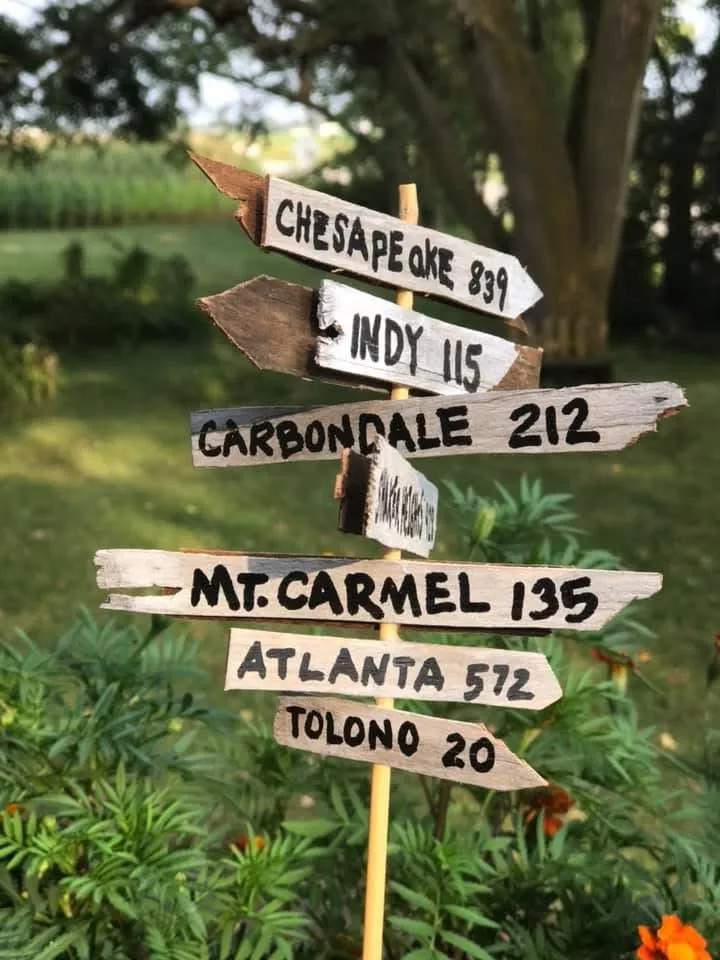 CHESAPEAKE 839
INDY 115
CARBONDALE 212
MT. CARMEL 135
ATLANTA 572
TOLONO 20